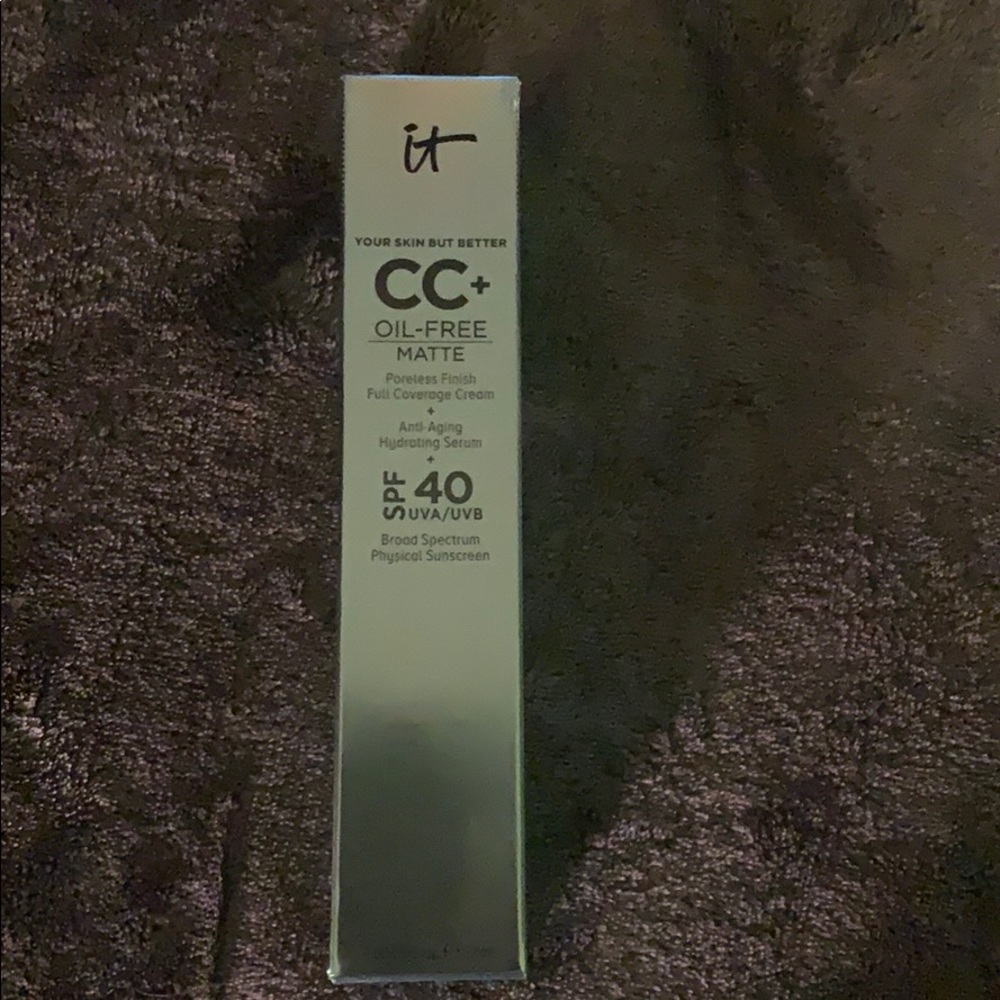 it
YOUR SKIN BUT BETTER
CC+
OIL-FREE
MATTE
Poreless Finish
Full Coverage Cream
+
Anti-Aging
Hydrating Serum
+
SPF 40
UVA/UVB
Broad Spectrum
Physical Sunscreen